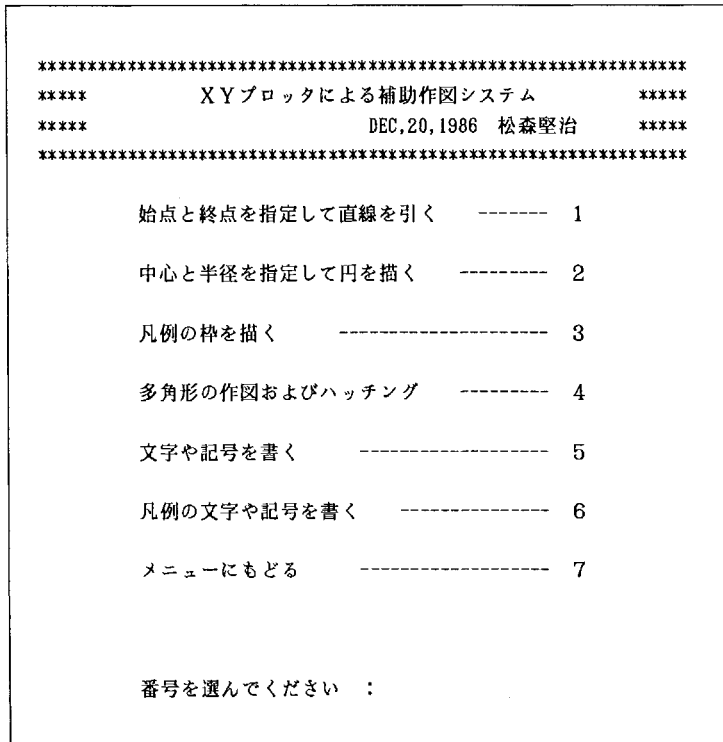 *****************************************************************
***** XYプロッタによる補助作図システム *****
***** DEC,20,1986 松森堅治 *****
*****************************************************************
始点と終点を指定して直線を引く ------- 1
中心と半径を指定して円を描く --------- 2
凡例の枠を描く --------------------- 3
多角形の作図およびハッチング --------- 4
文字や記号を書く ------------------- 5
凡例の文字や記号を書く --------------- 6
メニューにもどる ------------------- 7
番号を選んでください :